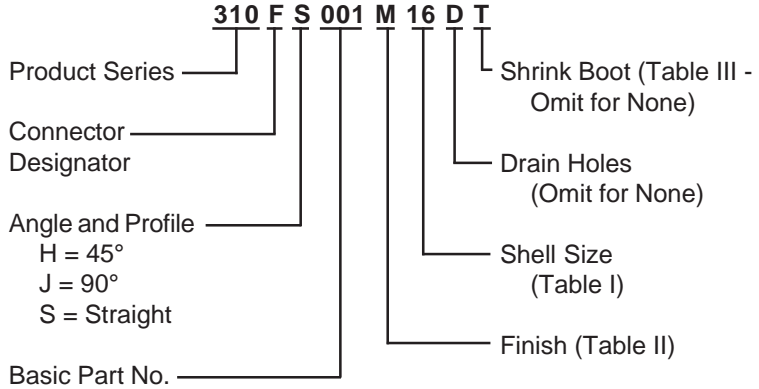 310 F S 001 M 16 D T
Product Series
Connector
Designator
Angle and Profile
H = 45°
J = 90°
S = Straight
Basic Part No.
Shrink Boot (Table III -
Omit for None)
Drain Holes
(Omit for None)
Shell Size
(Table I)
Finish (Table II)